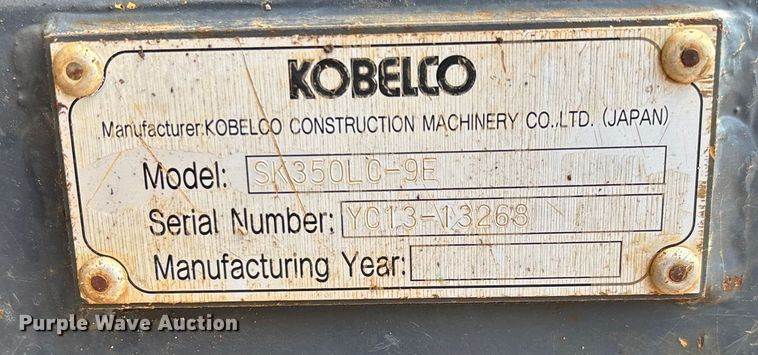 KOBELCO
Manufacturer:KOBELCO CONSTRUCTION MACHINERY CO.,LTD. (JAPAN)
Model: SK350LC-9E
Serial Number: YC13-13268
Manufacturing Year:
Purple Wave Auction